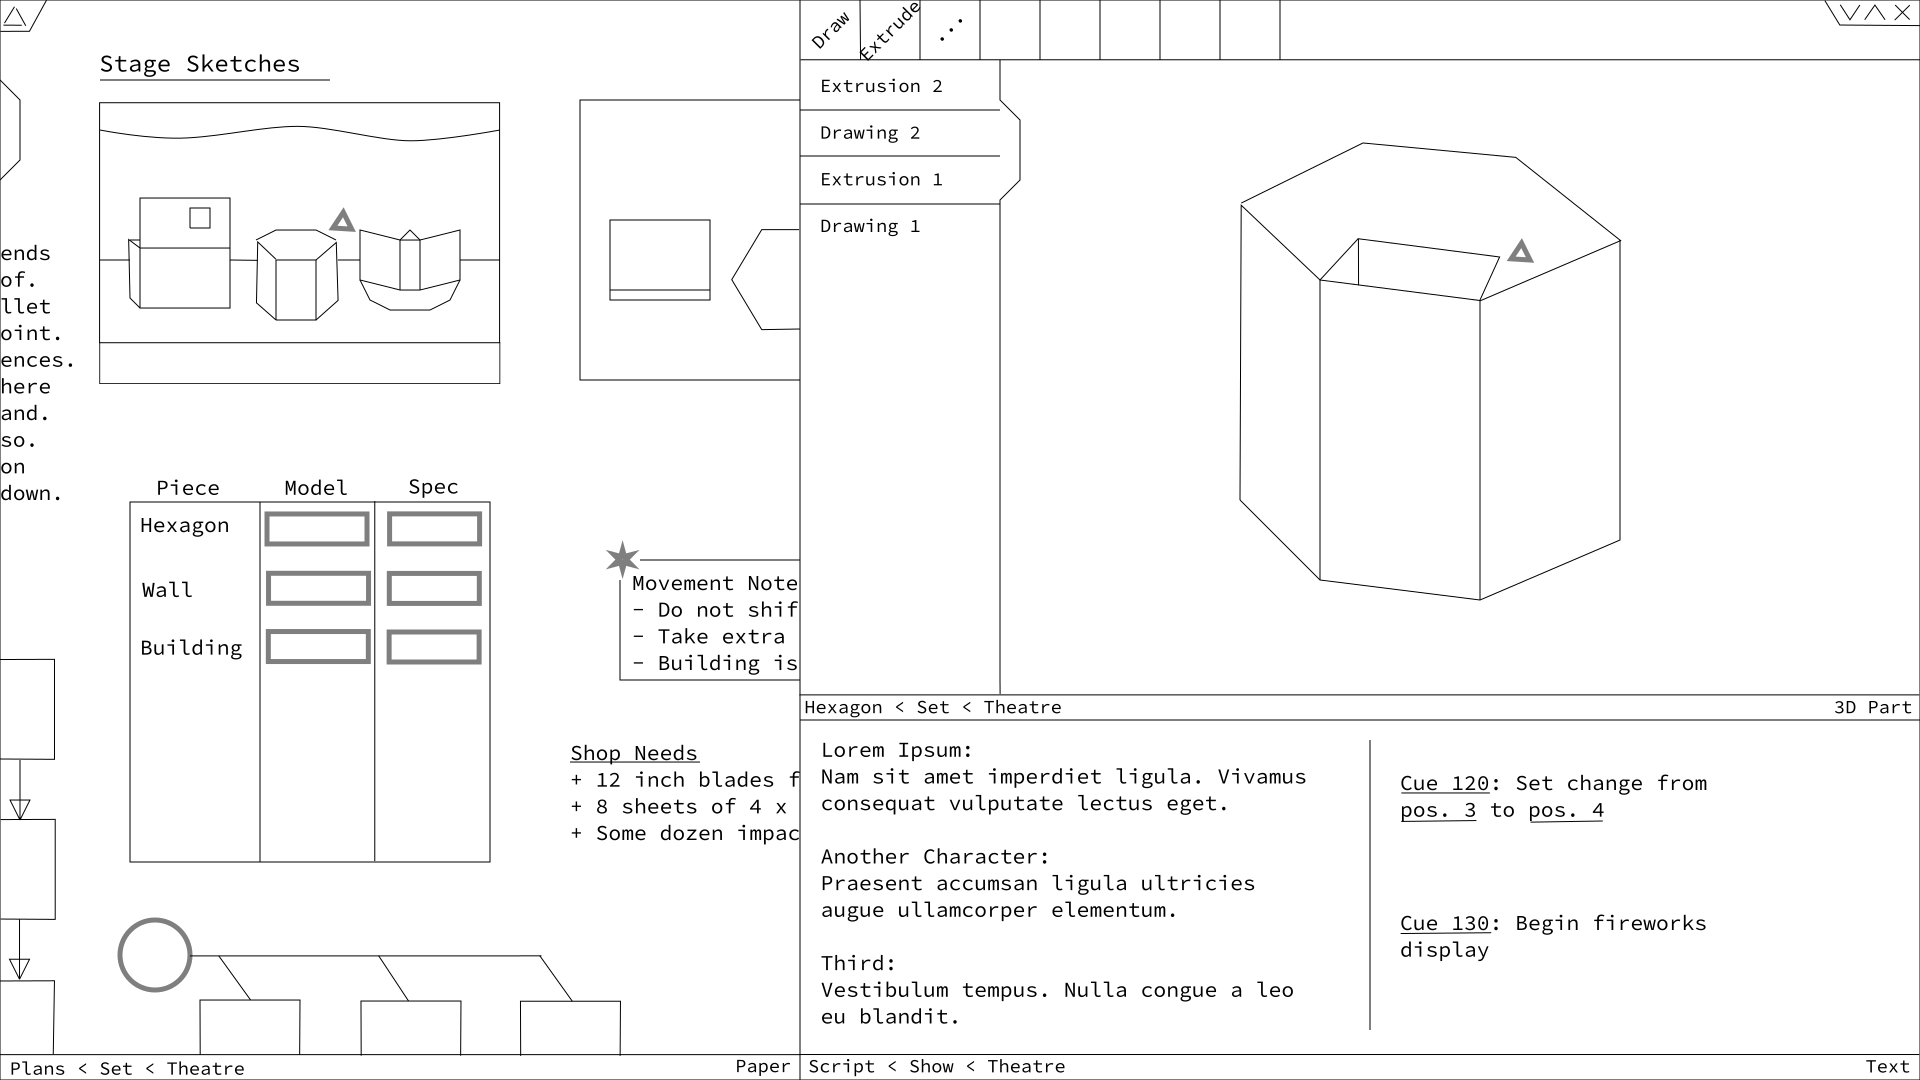 Stage Sketches
ends
of.
llet
oint.
ences.
here
and.
so.
on
down.
Piece Model Spec
Hexagon
Wall
Building
Movement Note
- Do not shif
- Take extra
- Building is
Shop Needs
+ 12 inch blades f
+ 8 sheets of 4 x
+ Some dozen impac
Plans < Set < Theatre Paper
Draw Extrude ...
Extrusion 2
Drawing 2
Extrusion 1
Drawing 1
Hexagon < Set < Theatre 3D Part
Lorem Ipsum:
Nam sit amet imperdiet ligula. Vivamus
consequat vulputate lectus eget.
Another Character:
Praesent accumsan ligula ultricies
augue ullamcorper elementum.
Third:
Vestibulum tempus. Nulla congue a leo
eu blandit.
Cue 120: Set change from
pos. 3 to pos. 4
Cue 130: Begin fireworks
display
Script < Show < Theatre Text